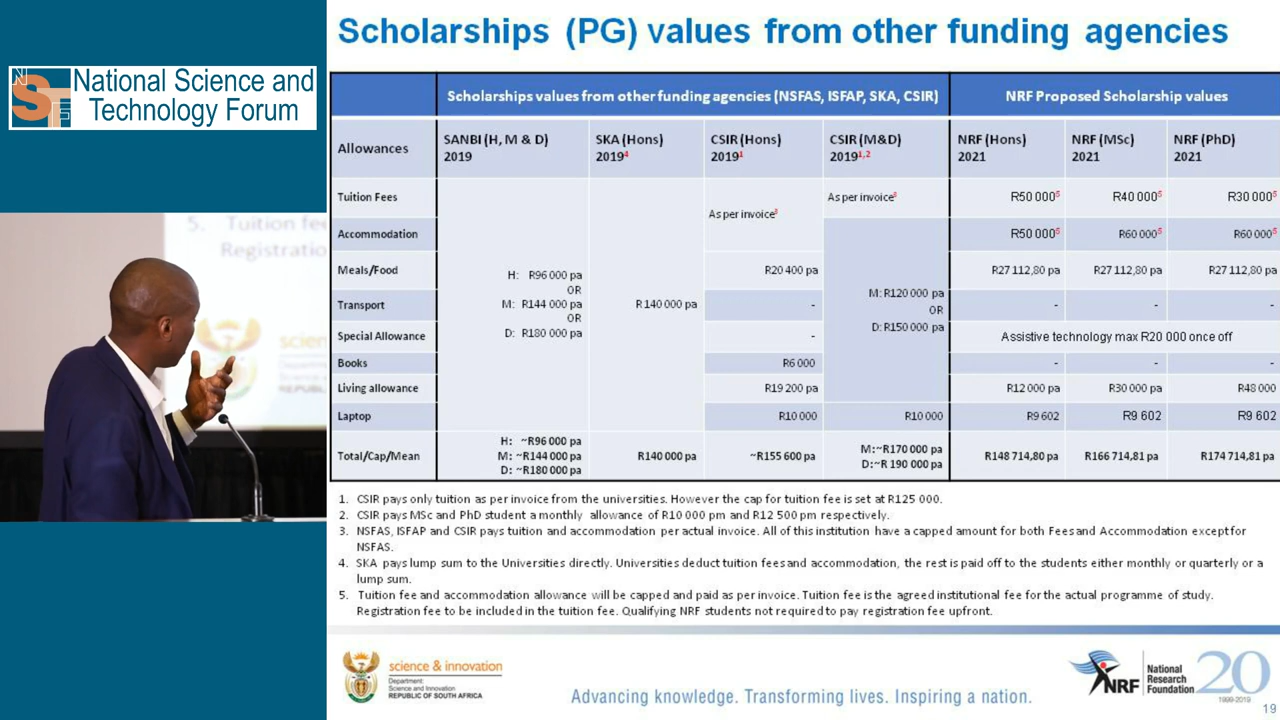 Scholarships (PG) values from other funding agencies
National Science and
Technology Forum
NSTF
5. Tuition fe
Registratio
scien
Departme
Science
REPUBLIC OF
Scholarships values from other funding agencies (NSFAS, ISFAP, SKA, CSIR) NRF Proposed Scholarship values
Allowances SANBI (H, M & D) 2019 SKA (Hons) 2019⁴ CSIR (Hons) 2019¹ CSIR (M&D) 2019¹,² NRF (Hons) 2021 NRF (MSc) 2021 NRF (PhD) 2021
Tuition Fees As per invoice³ R50 000⁵ R40 000⁵ R30 000⁵
As per invoice³
Accommodation R50 000⁵ R60 000⁵ R60 000⁵
Meals/Food R20 400 pa R27 112,80 pa R27 112,80 pa R27 112,80 pa
H: R96 000 pa
OR
M: R144 000 pa
OR
D: R180 000 pa
R 140 000 pa
M: R120 000 pa
OR
D: R150 000 pa
Transport - - - -
Special Allowance - Assistive technology max R20 000 once off
Books R6 000 - - -
Living allowance R19 200 pa R12 000 pa R30 000 pa R48 000
Laptop R10 000 R10 000 R9 602 R9 602 R9 602
Total/Cap/Mean H: ~R96 000 pa M: ~R144 000 pa D: ~R180 000 pa R140 000 pa ~R155 600 pa M:~R170 000 pa D:~R 190 000 pa R148 714,80 pa R166 714,81 pa R174 714,81 pa
1. CSIR pays only tuition as per invoice from the universities. However the cap for tuition fee is set at R125 000.
2. CSIR pays MSc and PhD student a monthly allowance of R10 000 pm and R12 500 pm respectively.
3. NSFAS, ISFAP and CSIR pays tuition and accommodation per actual invoice. All of this institution have a capped amount for both Fees and Accommodation except for
NSFAS.
4. SKA pays lump sum to the Universities directly. Universities deduct tuition fees and accommodation, the rest is paid off to the students either monthly or quarterly or a
lump sum.
5. Tuition fee and accommodation allowance will be capped and paid as per invoice. Tuition fee is the agreed institutional fee for the actual programme of study.
Registration fee to be included in the tuition fee. Qualifying NRF students not required to pay registration fee upfront.
science & innovation
Department:
Science and Innovation
REPUBLIC OF SOUTH AFRICA
Advancing knowledge. Transforming lives. Inspiring a nation.
NRF
National
Research
Foundation
20
1999-2019
19